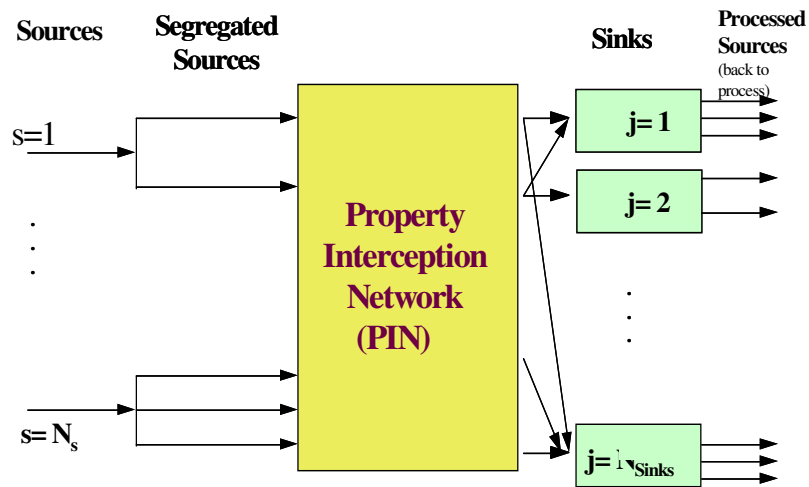 Sources
Segregated
Sources
Sinks
Processed
Sources
(back to
process)
s=1
j= 1
j= 2
Property
Interception
Network
(PIN)
s= Ns
j= NSinks